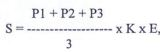 P1 + P2 + P3
S = ---------------------- x K x E,
3